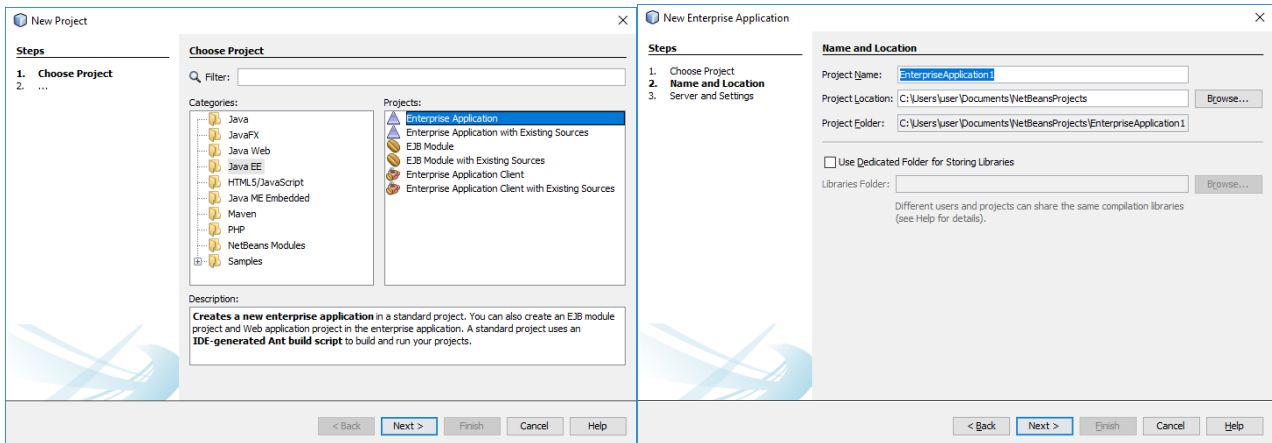 New Project
Steps
1. Choose Project
2. ...
Choose Project
Filter:
Categories:
Java
JavaFX
Java Web
Java EE
HTML5/JavaScript
Java ME Embedded
Maven
PHP
NetBeans Modules
Samples
Projects:
Enterprise Application
Enterprise Application with Existing Sources
EJB Module
EJB Module with Existing Sources
Enterprise Application Client
Enterprise Application Client with Existing Sources
Description:
Creates a new enterprise application in a standard project. You can also create an EJB module
project and Web application project in the enterprise application. A standard project uses an
IDE-generated Ant build script to build and run your projects.
< Back
Next >
Finish
Cancel
Help
New Enterprise Application
Steps
1. Choose Project
2. Name and Location
3. Server and Settings
Name and Location
Project Name: EnterpriseApplication1
Project Location: C:\Users\user\Documents\NetBeansProjects Browse...
Project Folder: C:\Users\user\Documents\NetBeansProjects\EnterpriseApplication1
Use Dedicated Folder for Storing Libraries
Libraries Folder: Browse...
Different users and projects can share the same compilation libraries
(see Help for details).
< Back
Next >
Finish
Cancel
Help